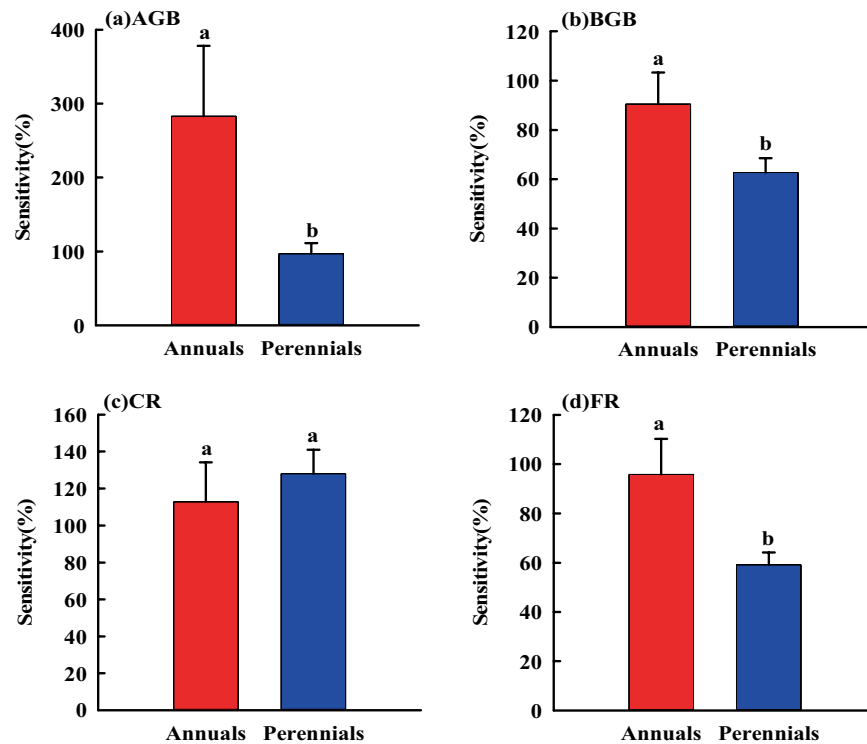 (a)AGB
400
300
200
100
0
Sensitivity(%)
a
b
Annuals Perennials
(b)BGB
120
100
80
60
40
20
0
Sensitivity(%)
a
b
Annuals Perennials
(c)CR
160
140
120
100
80
60
40
20
0
Sensitivity(%)
a
a
Annuals Perennials
(d)FR
120
100
80
60
40
20
0
Sensitivity(%)
a
b
Annuals Perennials